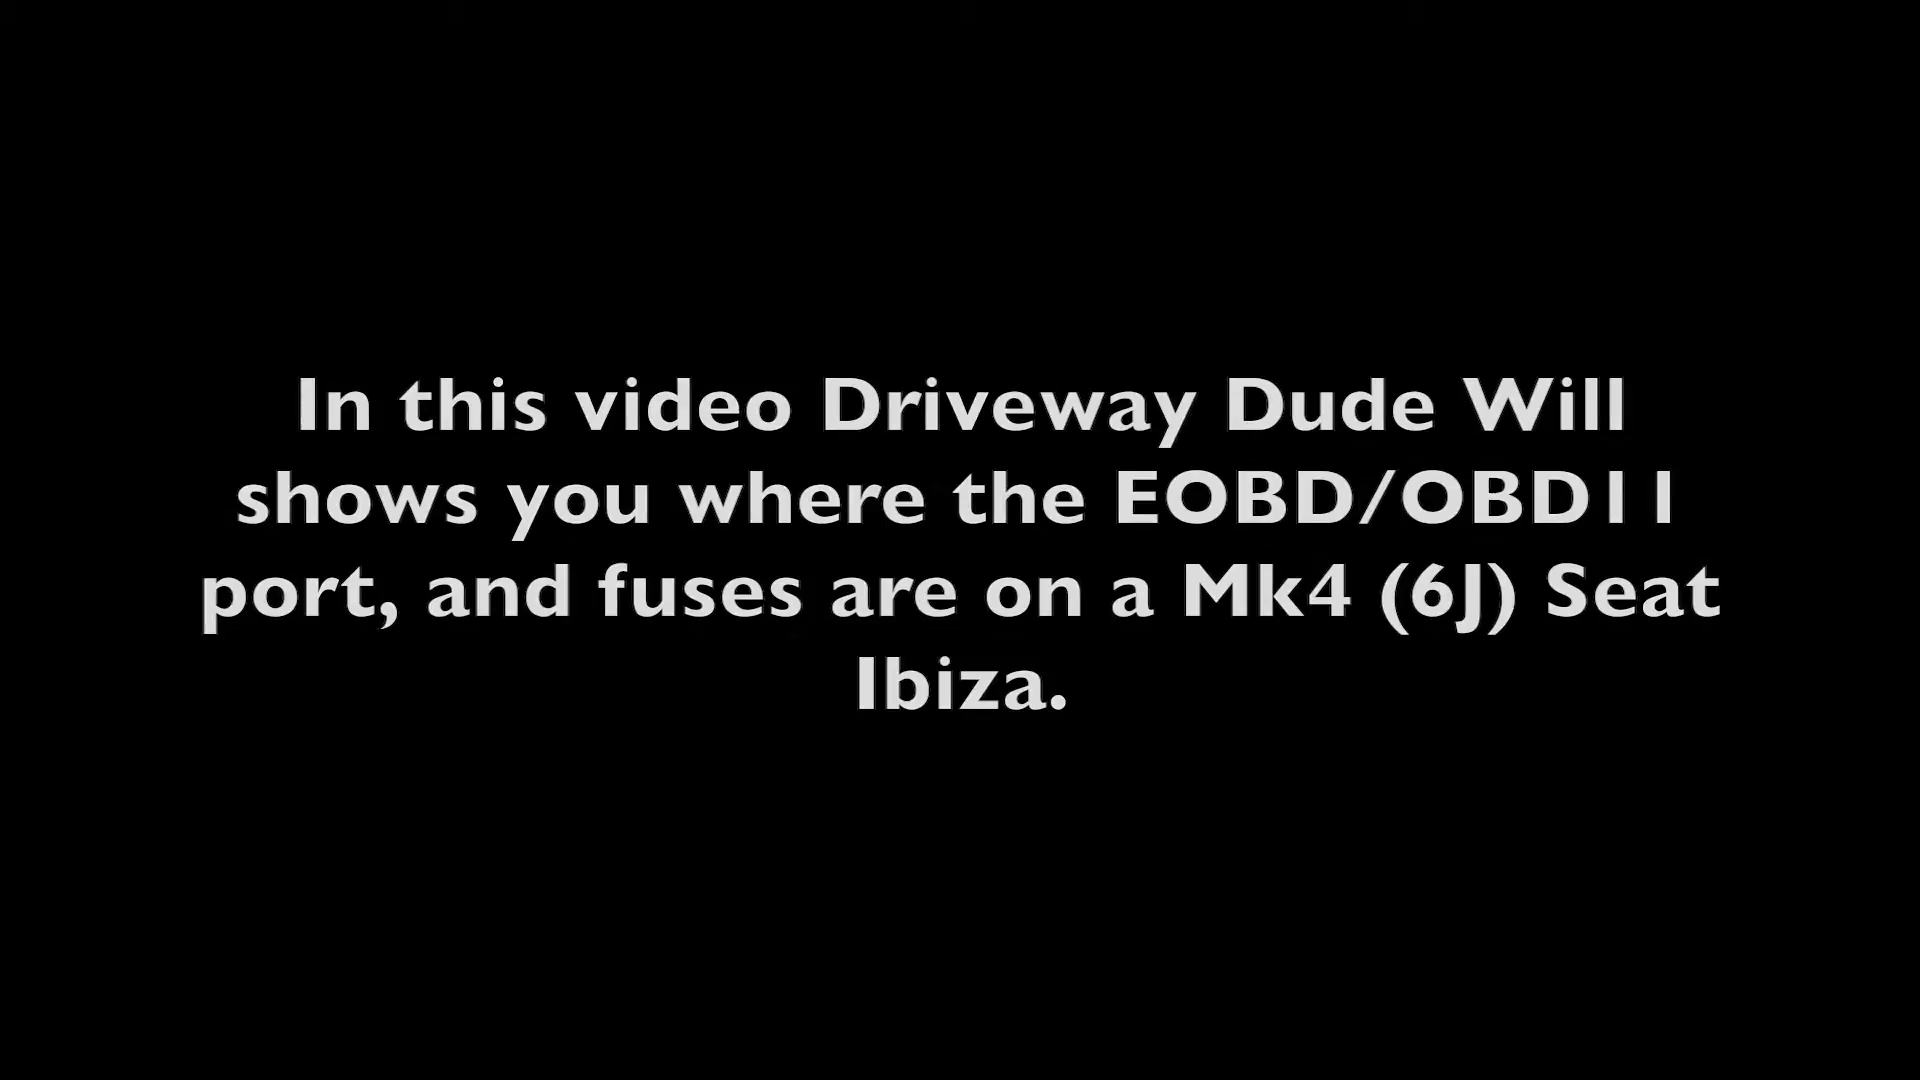 In this video Driveway Dude Will
shows you where the EOBD/OBD11
port, and fuses are on a Mk4 (6J) Seat
Ibiza.